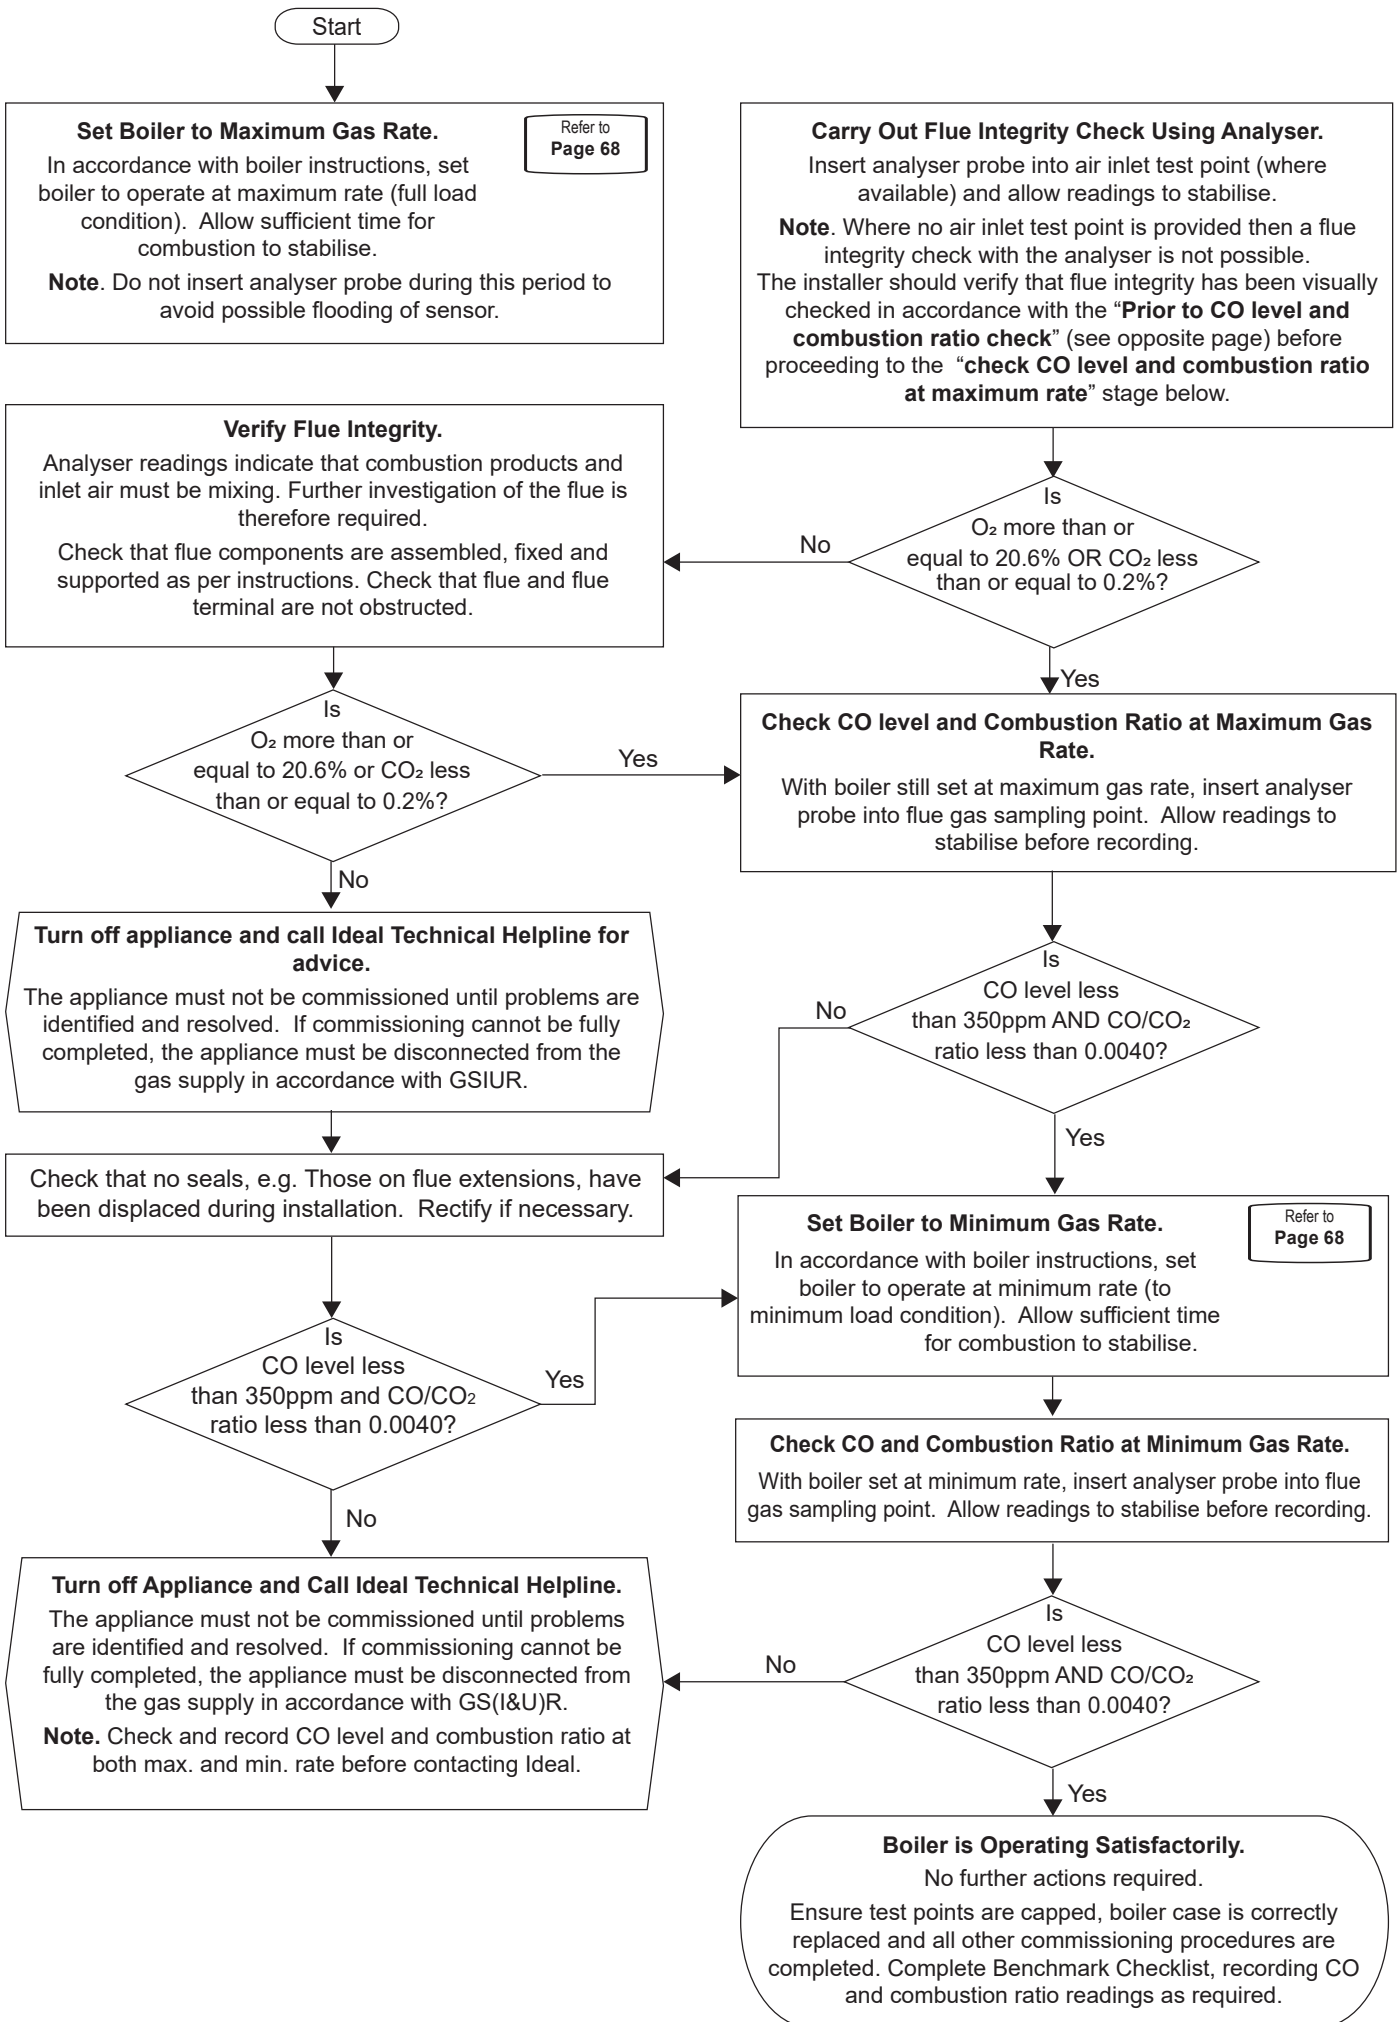 Start
Set Boiler to Maximum Gas Rate.
Refer to
Page 68
In accordance with boiler instructions, set
boiler to operate at maximum rate (full load
condition). Allow sufficient time for
combustion to stabilise.
Note. Do not insert analyser probe during this period to
avoid possible flooding of sensor.
Carry Out Flue Integrity Check Using Analyser.
Insert analyser probe into air inlet test point (where
available) and allow readings to stabilise.
Note. Where no air inlet test point is provided then a flue
integrity check with the analyser is not possible.
The installer should verify that flue integrity has been visually
checked in accordance with the “Prior to CO level and
combustion ratio check” (see opposite page) before
proceeding to the “check CO level and combustion ratio
at maximum rate” stage below.
Is
O₂ more than or
equal to 20.6% OR CO₂ less
than or equal to 0.2%?
No
Yes
Verify Flue Integrity.
Analyser readings indicate that combustion products and
inlet air must be mixing. Further investigation of the flue is
therefore required.
Check that flue components are assembled, fixed and
supported as per instructions. Check that flue and flue
terminal are not obstructed.
Is
O₂ more than or
equal to 20.6% or CO₂ less
than or equal to 0.2%?
Yes
No
Check CO level and Combustion Ratio at Maximum Gas
Rate.
With boiler still set at maximum gas rate, insert analyser
probe into flue gas sampling point. Allow readings to
stabilise before recording.
Turn off appliance and call Ideal Technical Helpline for
advice.
The appliance must not be commissioned until problems are
identified and resolved. If commissioning cannot be fully
completed, the appliance must be disconnected from the
gas supply in accordance with GSIUR.
Is
CO level less
than 350ppm AND CO/CO₂
ratio less than 0.0040?
No
Yes
Check that no seals, e.g. Those on flue extensions, have
been displaced during installation. Rectify if necessary.
Set Boiler to Minimum Gas Rate.
Refer to
Page 68
In accordance with boiler instructions, set
boiler to operate at minimum rate (to
minimum load condition). Allow sufficient time
for combustion to stabilise.
Is
CO level less
than 350ppm and CO/CO₂
ratio less than 0.0040?
Yes
No
Check CO and Combustion Ratio at Minimum Gas Rate.
With boiler set at minimum rate, insert analyser probe into flue
gas sampling point. Allow readings to stabilise before recording.
Turn off Appliance and Call Ideal Technical Helpline.
The appliance must not be commissioned until problems
are identified and resolved. If commissioning cannot be
fully completed, the appliance must be disconnected from
the gas supply in accordance with GS(I&U)R.
Note. Check and record CO level and combustion ratio at
both max. and min. rate before contacting Ideal.
Is
CO level less
than 350ppm AND CO/CO₂
ratio less than 0.0040?
No
Yes
Boiler is Operating Satisfactorily.
No further actions required.
Ensure test points are capped, boiler case is correctly
replaced and all other commissioning procedures are
completed. Complete Benchmark Checklist, recording CO
and combustion ratio readings as required.